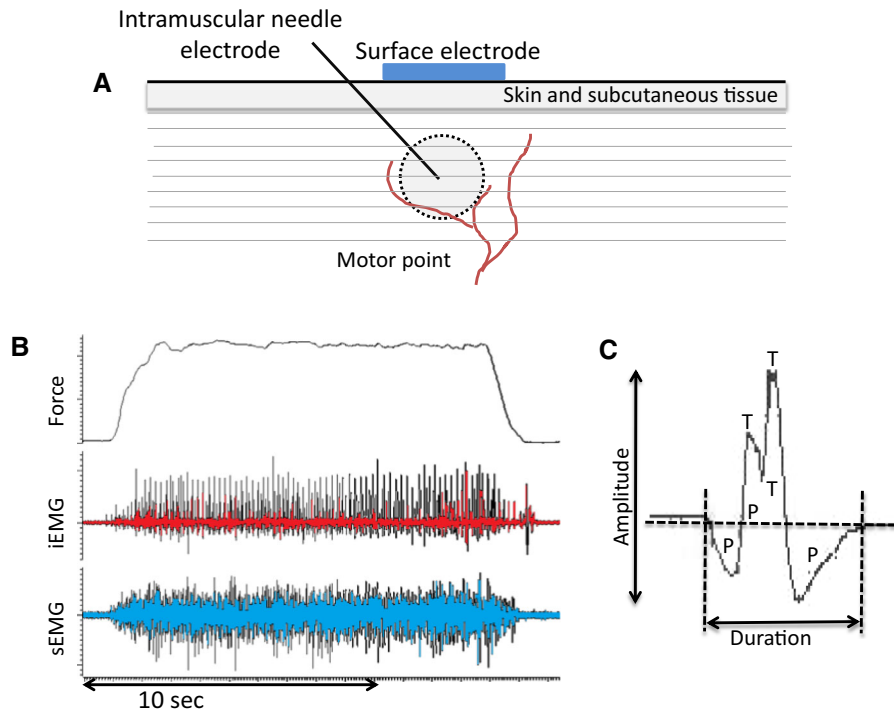 Intramuscular needle
electrode
Surface electrode
A
Skin and subcutaneous tissue
Motor point
B
Force
iEMG
sEMG
10 sec
C
T
T
T
P
P
P
Amplitude
Duration